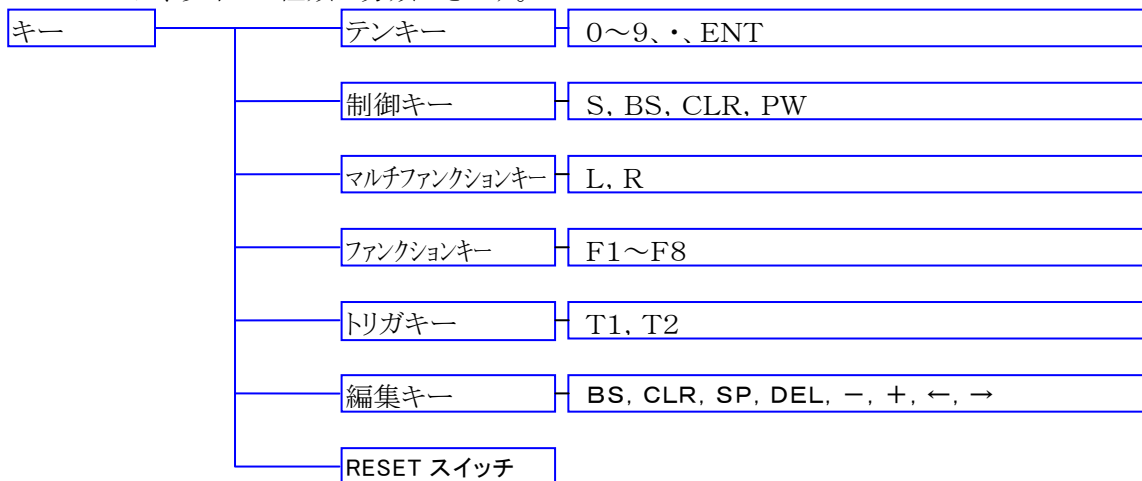 キー
テンキー 0～9、・、ENT
制御キー S, BS, CLR, PW
マルチファンクションキー L, R
ファンクションキー F1～F8
トリガキー T1, T2
編集キー BS, CLR, SP, DEL, －, ＋, ←, →
RESET スイッチ